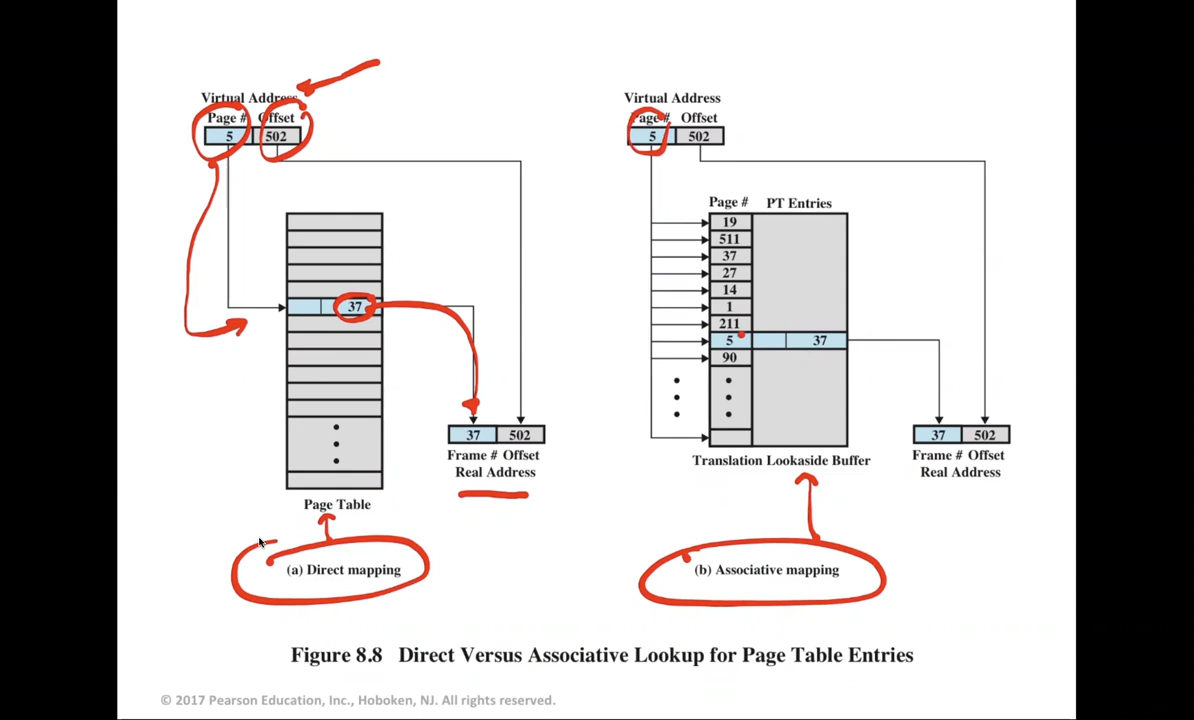 Virtual Address
Page # Offset
5 502
37
37 502
Frame # Offset
Real Address
Page Table
(a) Direct mapping
Virtual Address
Page # Offset
5 502
Page # PT Entries
19
511
37
27
14
1
211
5 37
90
Translation Lookaside Buffer
37 502
Frame # Offset
Real Address
(b) Associative mapping
Figure 8.8 Direct Versus Associative Lookup for Page Table Entries
© 2017 Pearson Education, Inc., Hoboken, NJ. All rights reserved.